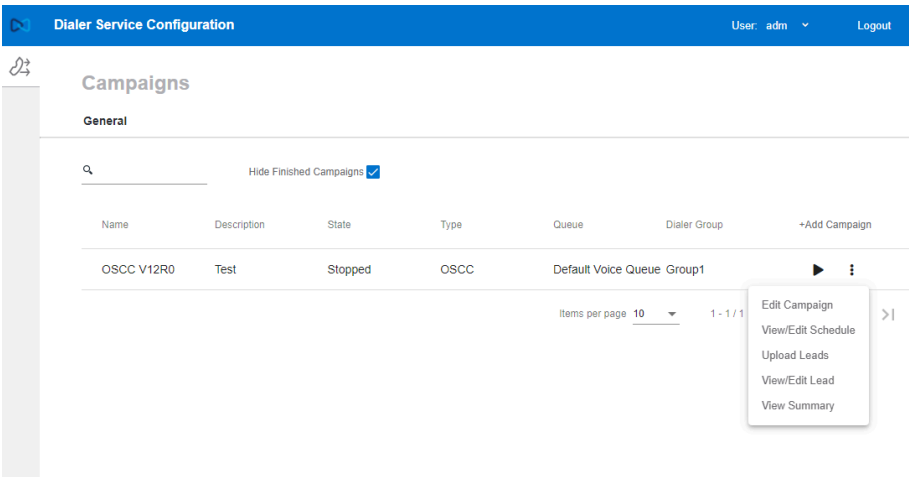 Dialer Service Configuration User: adm Logout
Campaigns
General
Hide Finished Campaigns
Name Description State Type Queue Dialer Group +Add Campaign
OSCC V12R0 Test Stopped OSCC Default Voice Queue Group1
Items per page 10 1 - 1 / 1
Edit Campaign
View/Edit Schedule
Upload Leads
View/Edit Lead
View Summary